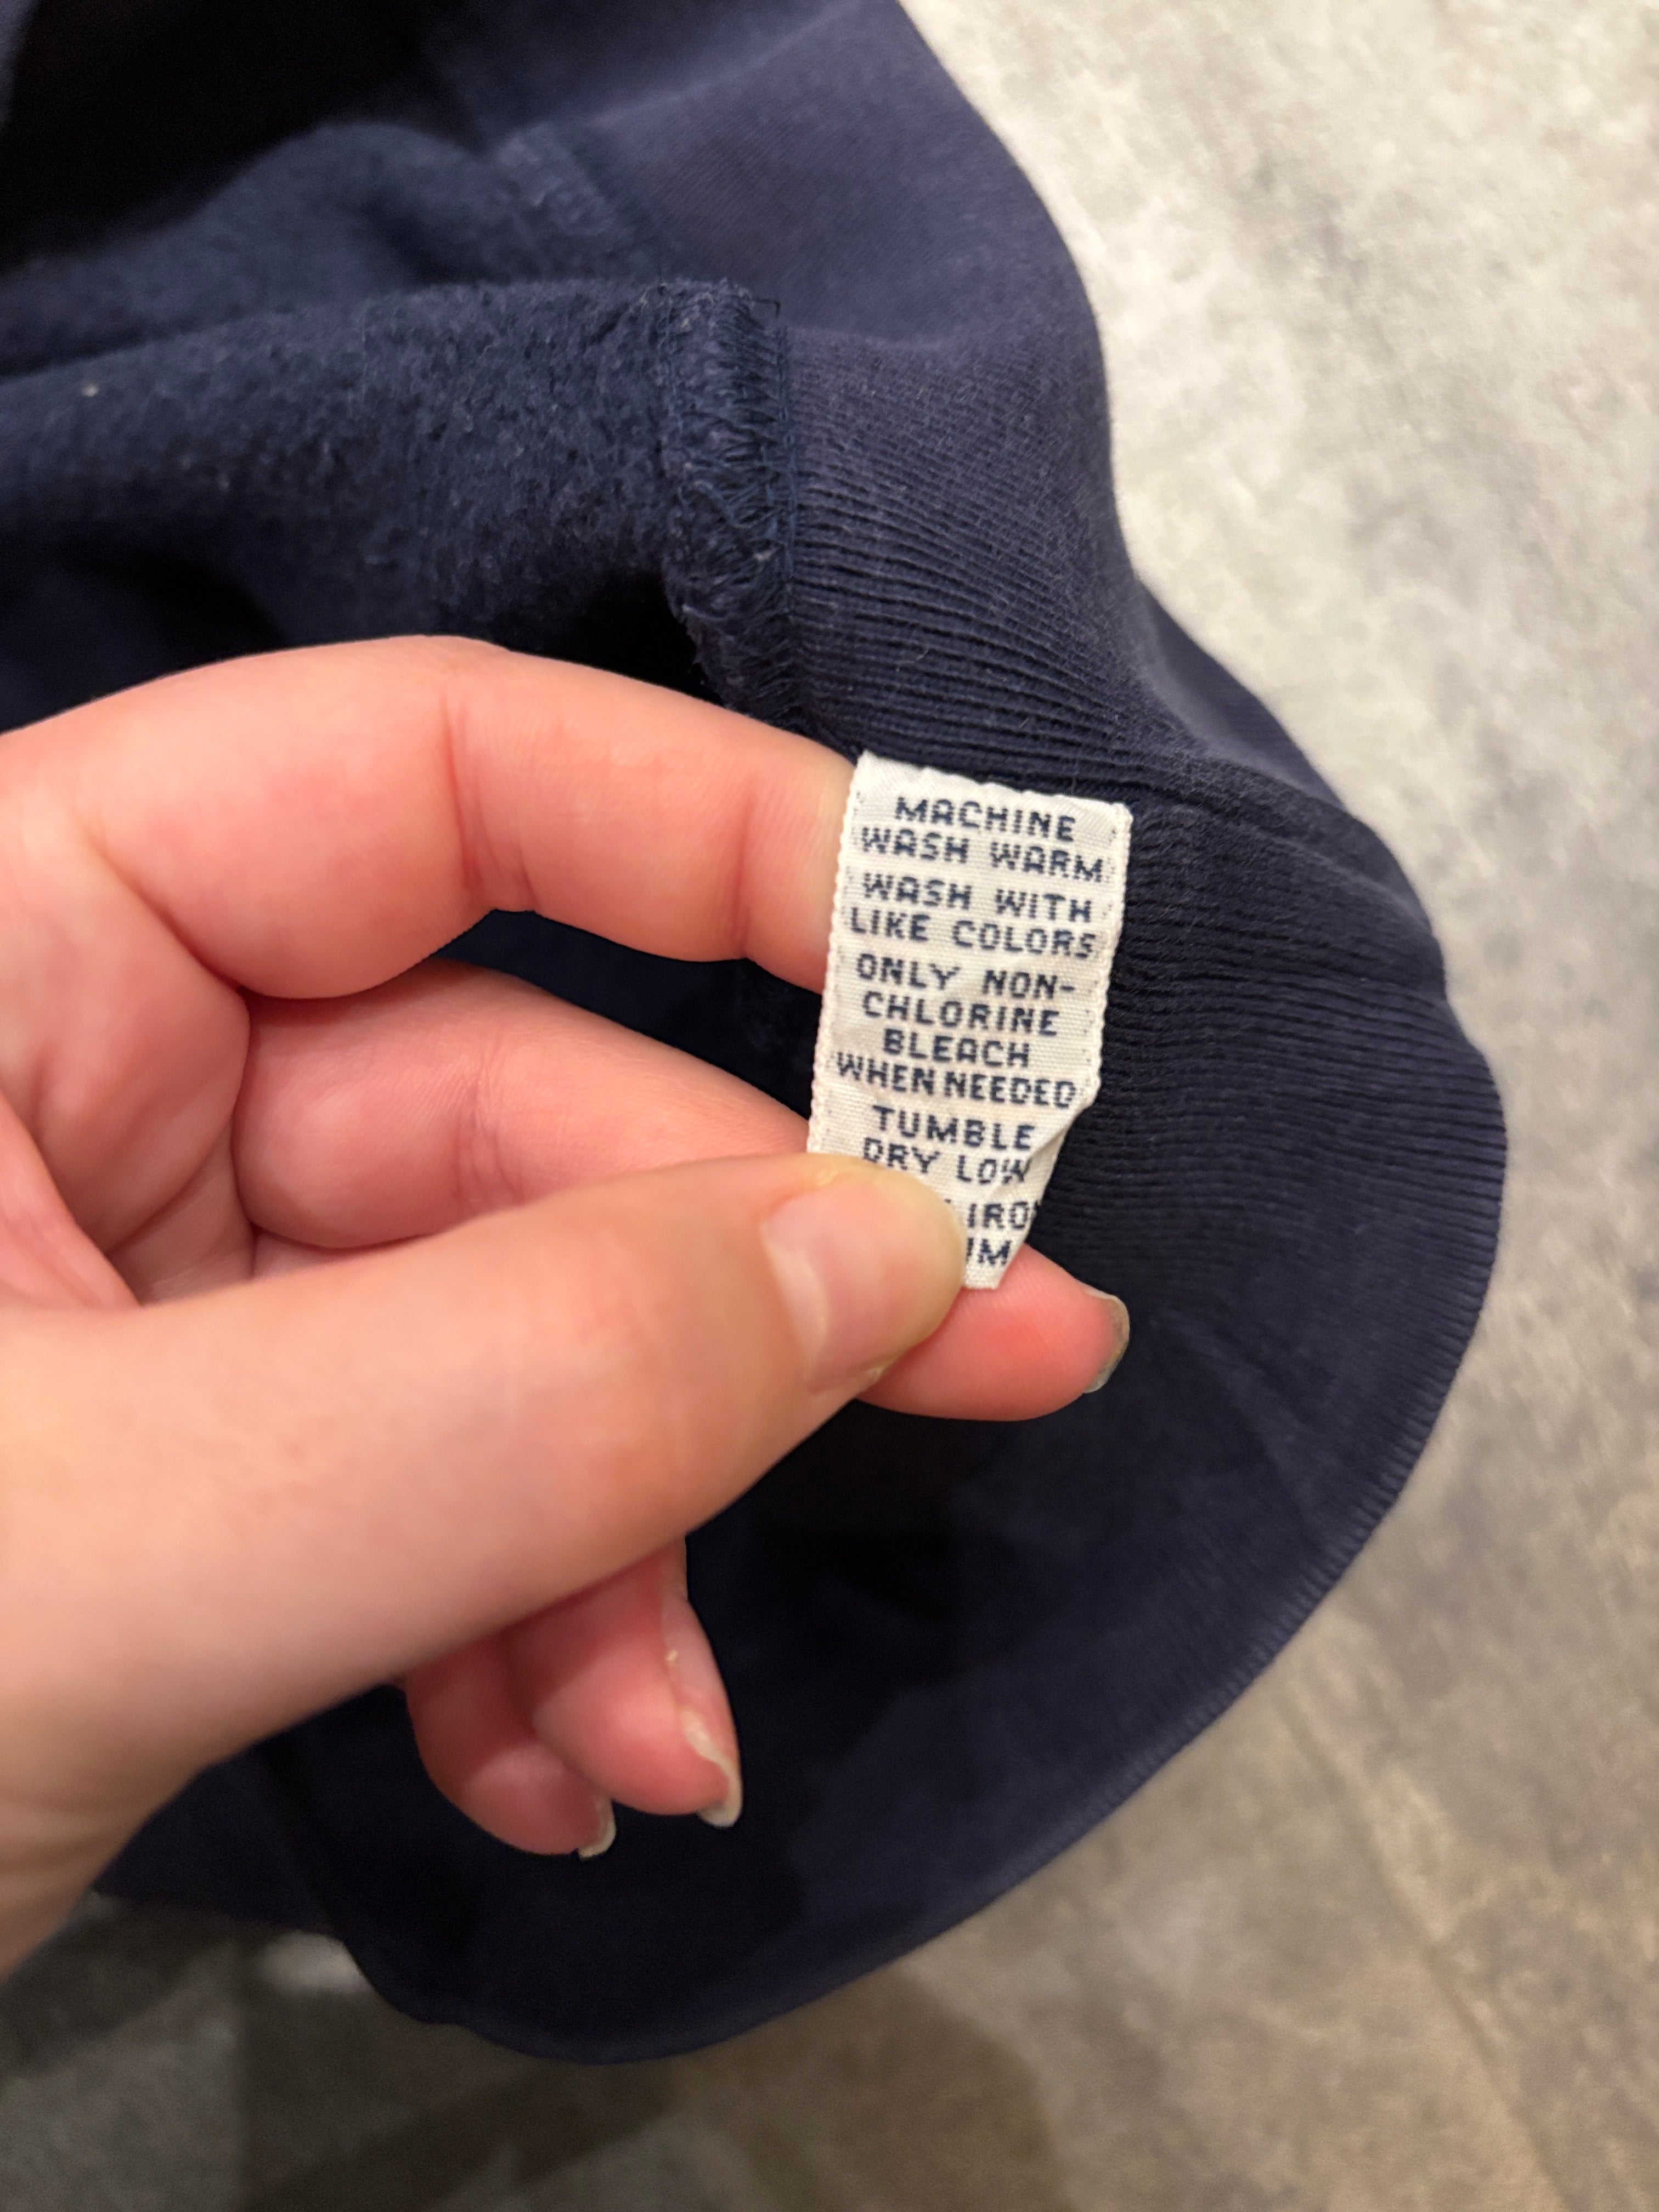 MACHINE
WASH WARM
WASH WITH
LIKE COLORS
ONLY NON-
CHLORINE
BLEACH
WHEN NEEDED
TUMBLE
DRY LOW